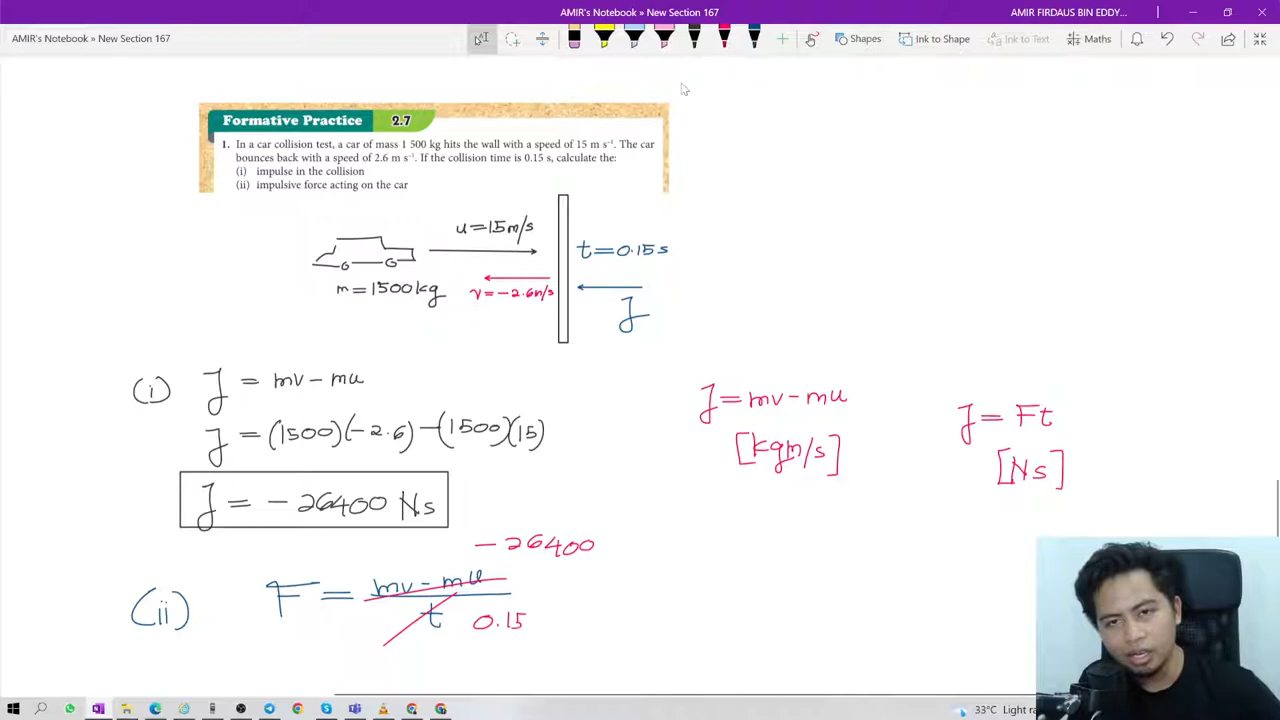 AMIR's Notebook » New Section 167
AMIR FIRDAUS BIN EDDY...
AMIR's Notebook » New Section 167
Shapes
Ink to Shape
Ink to Text
Maths
Formative Practice 2.7
1. In a car collision test, a car of mass 1 500 kg hits the wall with a speed of 15 m s⁻¹. The car
bounces back with a speed of 2.6 m s⁻¹. If the collision time is 0.15 s, calculate the:
(i) impulse in the collision
(ii) impulsive force acting on the car
u=15m/s
t=0.15s
m=1500kg
v=-2.6m/s
J
(i) J = mv-mu
J = (1500)(-2.6)-(1500)(15)
J = -26400 Ns
J=mv-mu
[kgm/s]
J= Ft
[Ns]
-26400
(ii) F = mv-mu
t 0.15
33°C Light ra